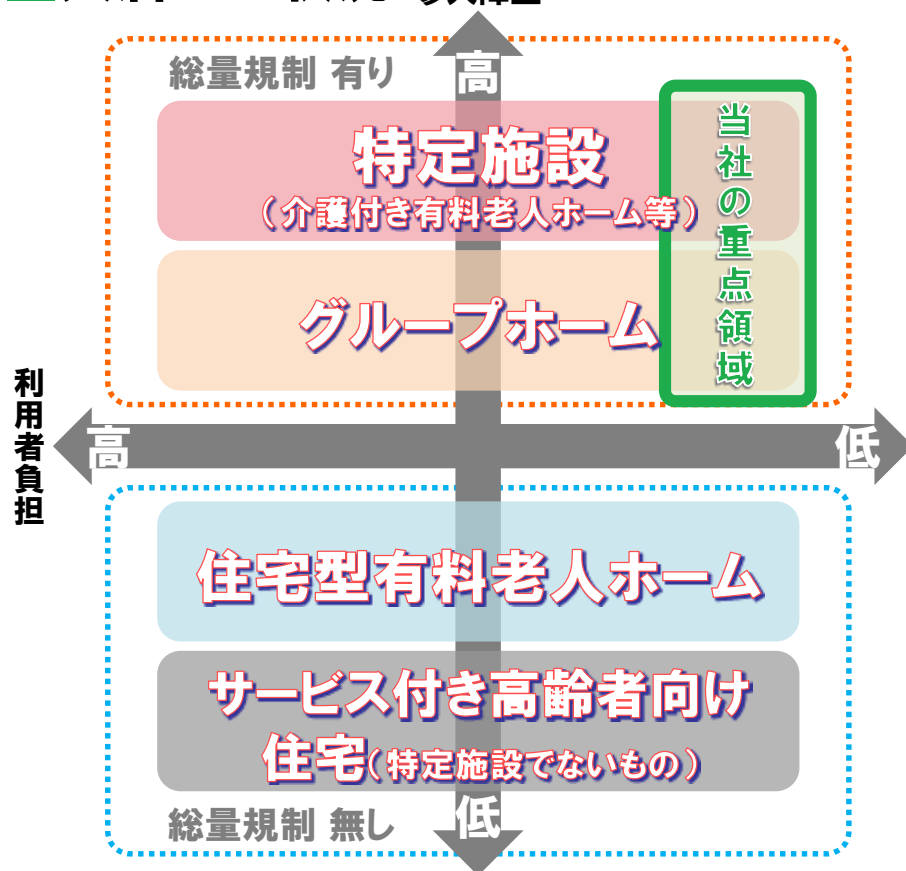 参入障壁
総量規制 有り
高
特定施設
（介護付き有料老人ホーム等）
グループホーム
当社の重点領域
利用者負担
高
低
住宅型有料老人ホーム
サービス付き高齢者向け
住宅（特定施設でないもの）
総量規制 無し
低